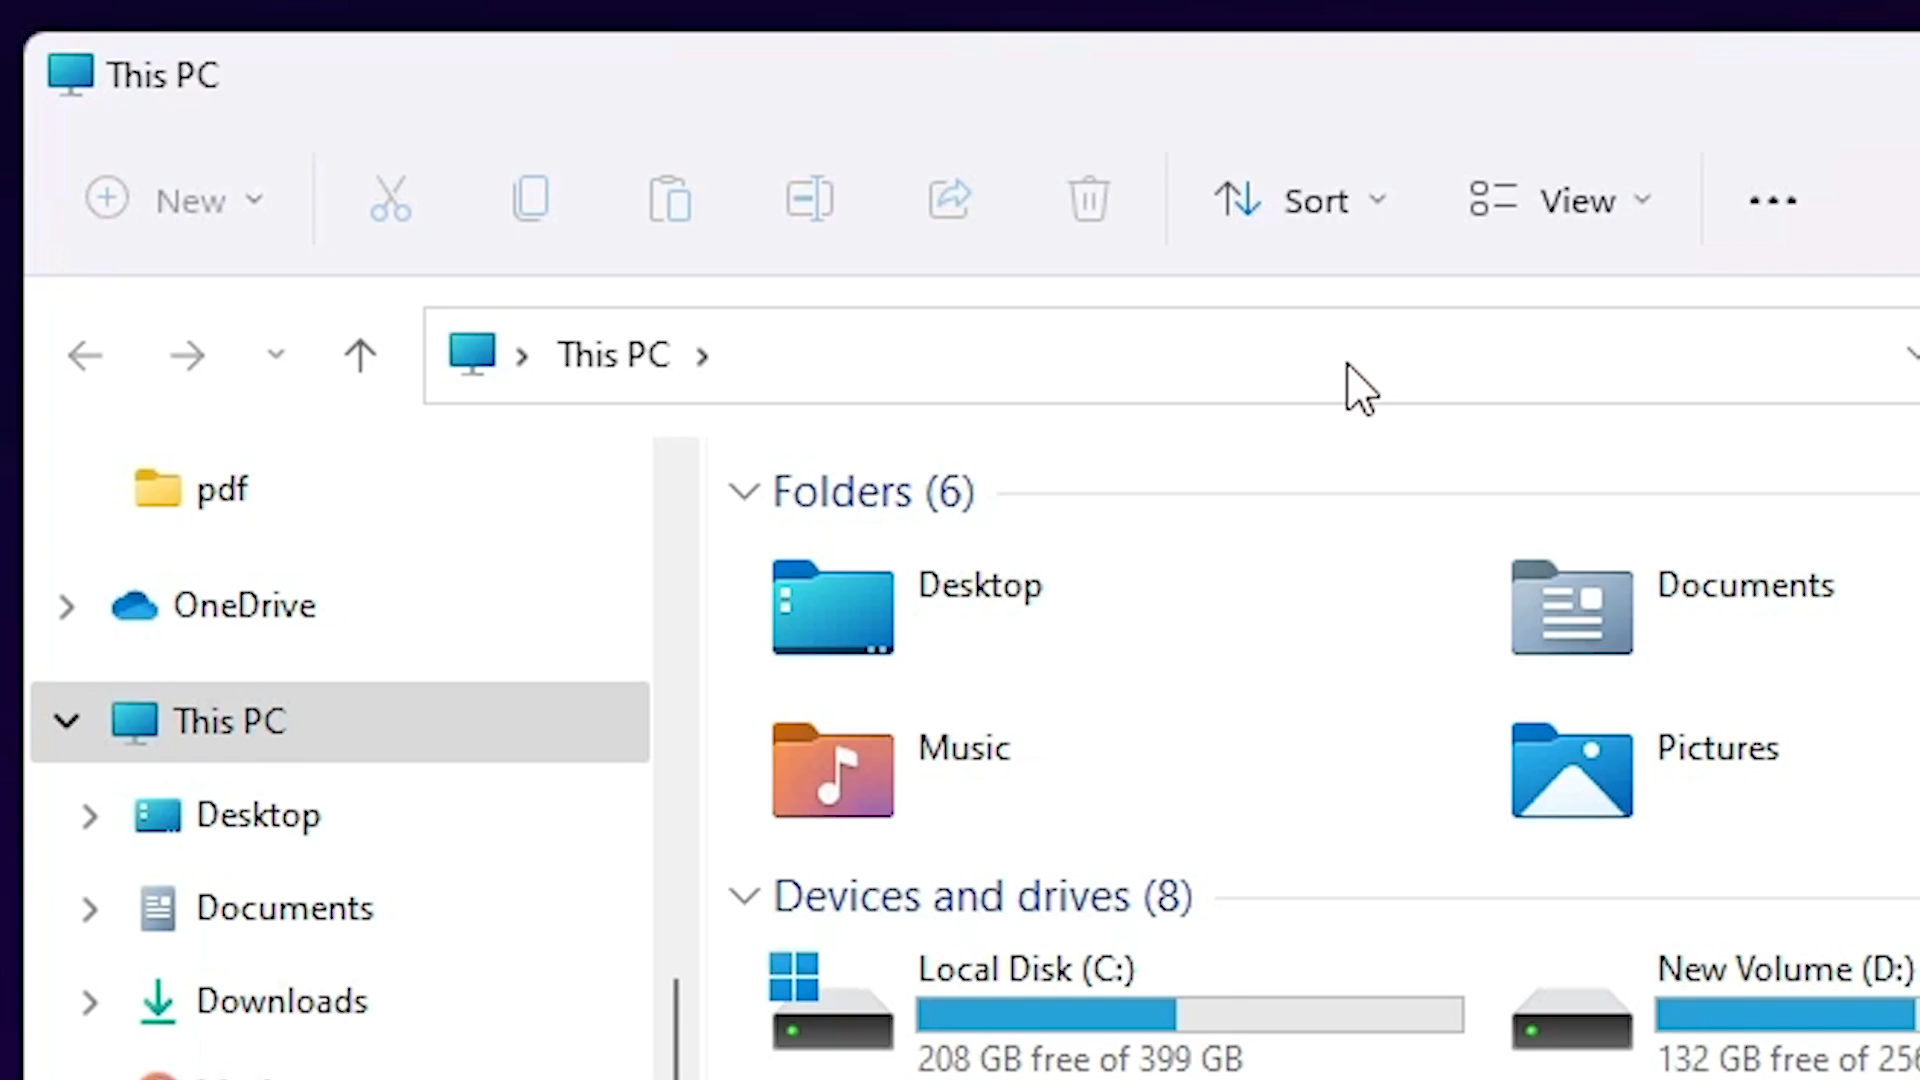 This PC
New
Sort
View
This PC
pdf
OneDrive
This PC
Desktop
Documents
Downloads
Folders (6)
Desktop
Documents
Music
Pictures
Devices and drives (8)
Local Disk (C:)
208 GB free of 399 GB
New Volume (D:)
132 GB free of